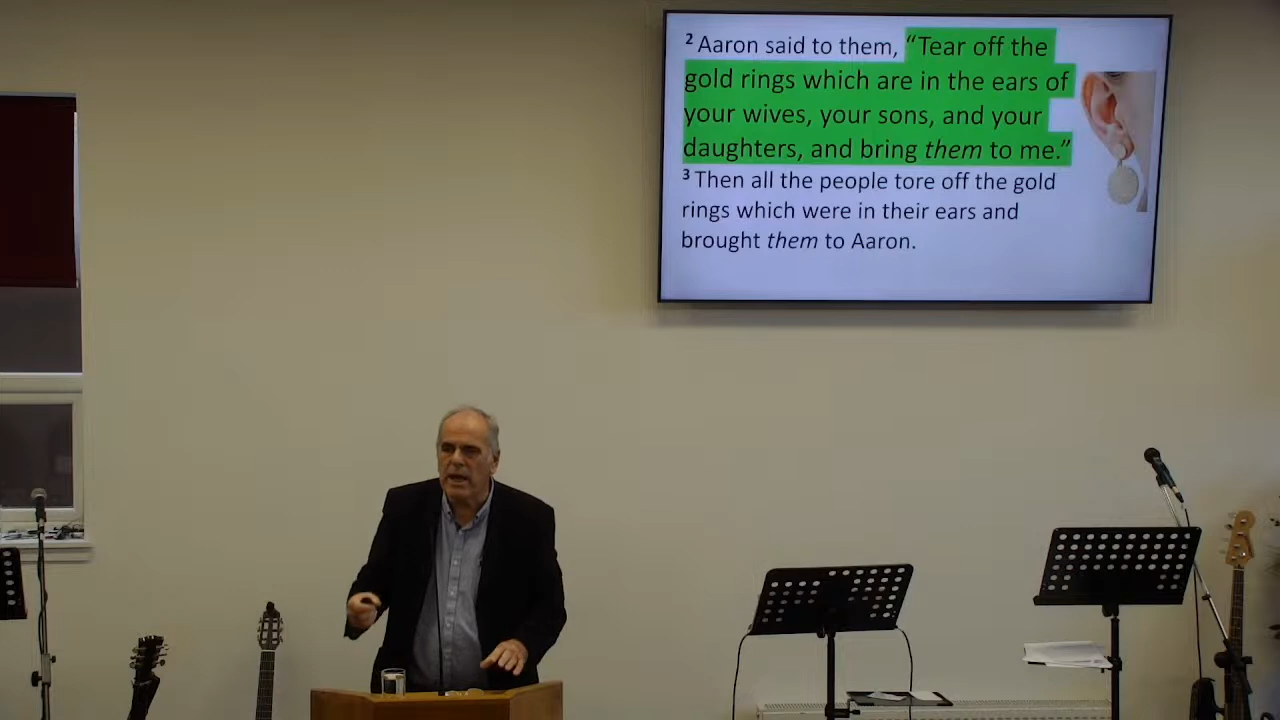 2 Aaron said to them, “Tear off the
gold rings which are in the ears of
your wives, your sons, and your
daughters, and bring them to me.”
3 Then all the people tore off the gold
rings which were in their ears and
brought them to Aaron.